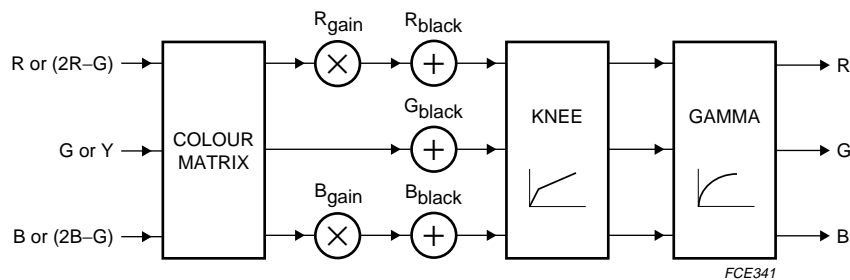 Rgain
Rblack
R or (2R–G)
R
Gblack
COLOUR
MATRIX
KNEE
GAMMA
G or Y
G
Bgain
Bblack
B or (2B–G)
B
FCE341